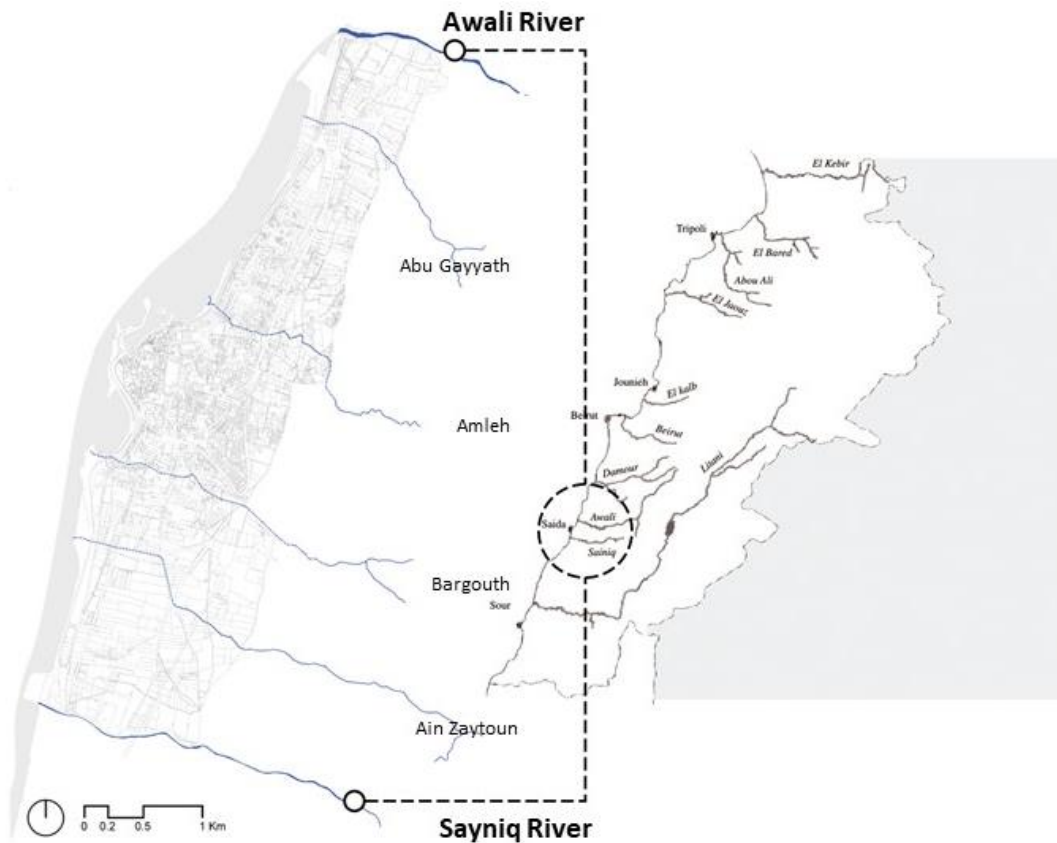 Awali River
Abu Gayyath
Amleh
Bargouth
Ain Zaytoun
Sayniq River
0 0.2 0.5 1 Km
El Kebir
Tripoli
El Bared
Abou Ali
El Jaouz
Jounieh
El kalb
Beirut
Beirut
Damour
Litani
Awali
Saida
Sainiq
Sour